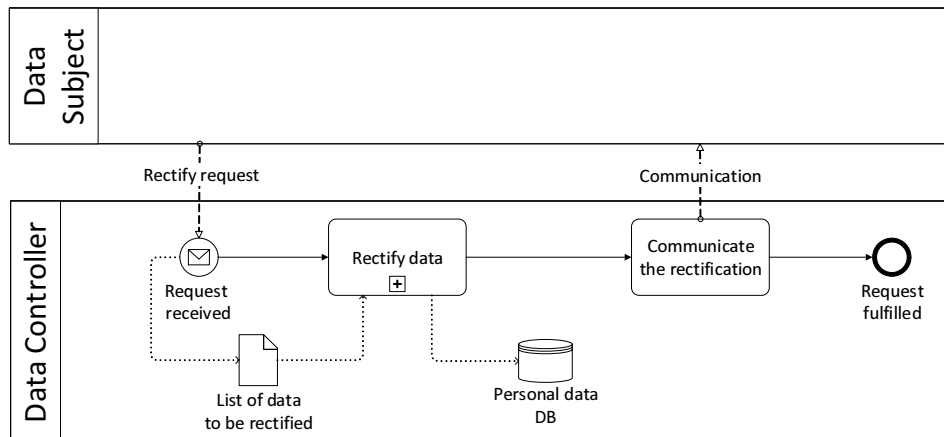 Data
Subject
Rectify request
Communication
Data Controller
Request
received
Rectify data
Communicate
the rectification
Request
fulfilled
List of data
to be rectified
Personal data
DB